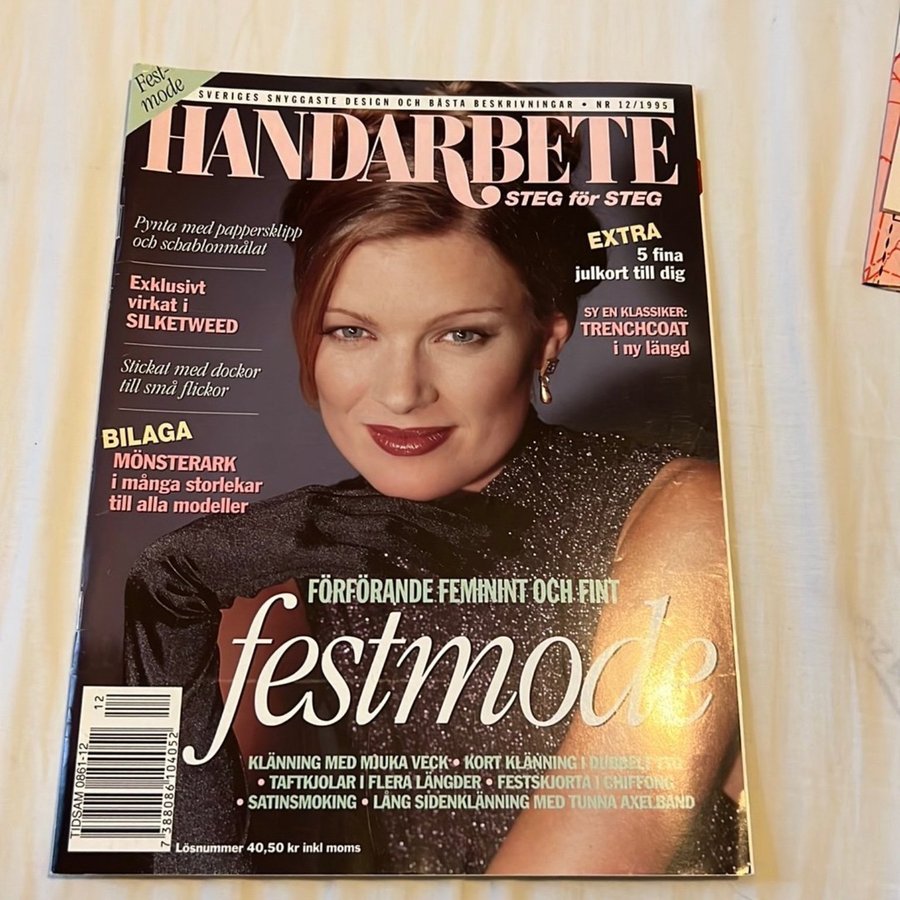 Fest-
mode
SVERIGES SNYGGASTE DESIGN OCH BÄSTA BESKRIVNINGAR • NR 12/1995
HANDARBETE
STEG för STEG
Pynta med pappersklipp
och schablonmålat
Exklusivt
virkat i
SILKETWEED
Stickat med dockor
till små flickor
BILAGA
MÖNSTERARK
i många storlekar
till alla modeller
EXTRA
5 fina
julkort till dig
SY EN KLASSIKER:
TRENCHCOAT
i ny längd
FÖRFÖRANDE FEMININT OCH FINT
festmode
KLÄNNING MED MJUKA VECK • KORT KLÄNNING I
• TAFTKJOLAR I FLERA LÄNGDER • FESTSKJORTA I CHIFFONG
• SATINSMOKING • LÅNG SIDENKLÄNNING MED TUNNA AXELBAND
12
TIDSAM 0861-12
7 388086 104052
Lösnummer 40,50 kr inkl moms